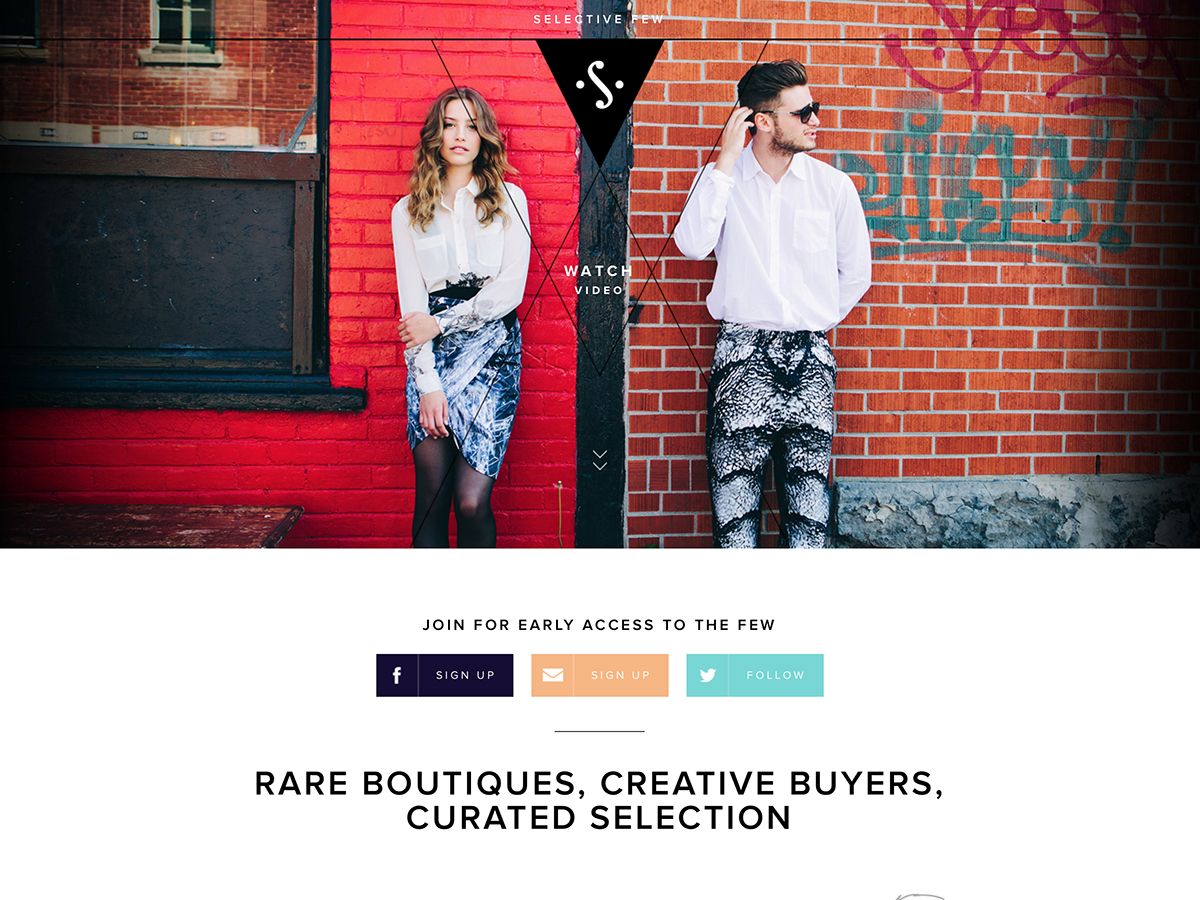 SELECTIVE FEW
S
WATCH
VIDEO
JOIN FOR EARLY ACCESS TO THE FEW
f SIGN UP
SIGN UP
FOLLOW
RARE BOUTIQUES, CREATIVE BUYERS,
CURATED SELECTION